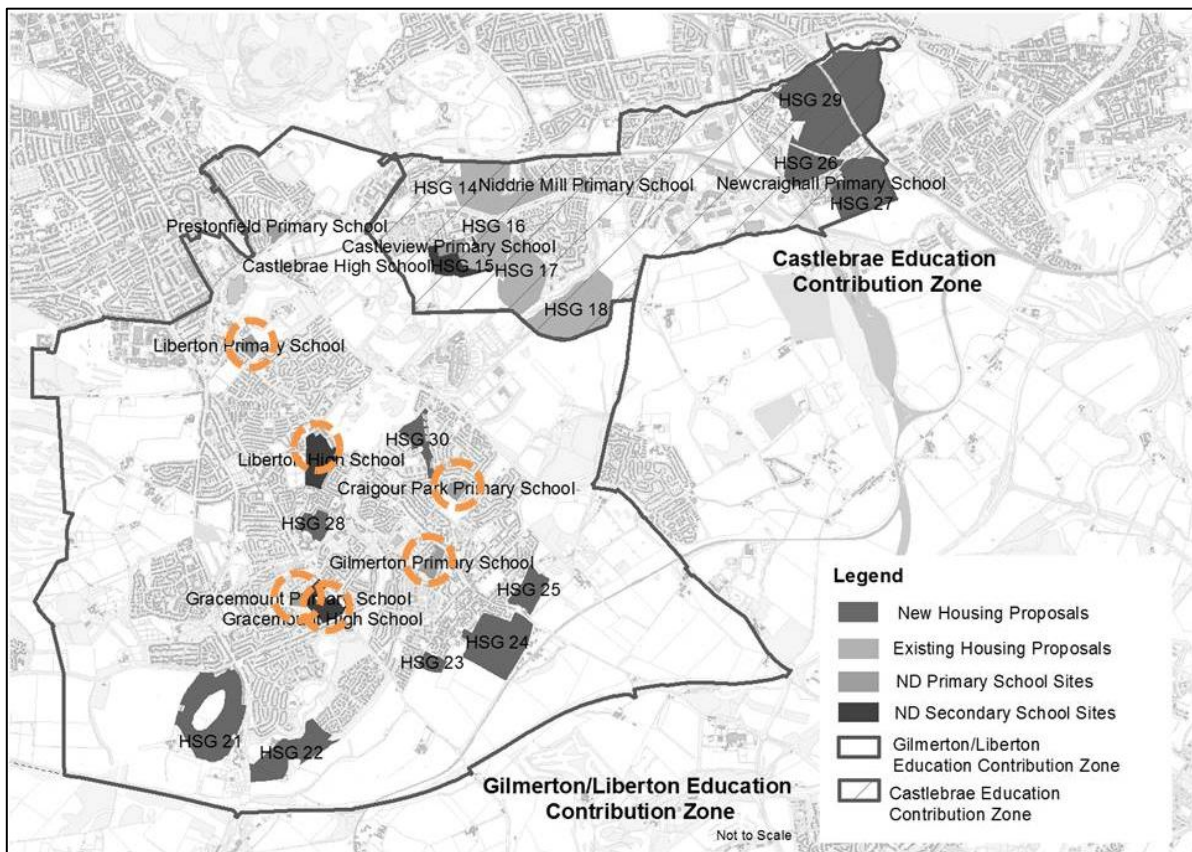 HSG 29
HSG 26
Newcraighall Primary School
HSG 27
HSG 14
Niddrie Mill Primary School
HSG 16
Prestonfield Primary School
Castleview Primary School
Castlebrae High School
HSG 15
HSG 17
HSG 18
Castlebrae Education
Contribution Zone
Liberton Primary School
HSG 30
Liberton High School
Craigour Park Primary School
HSG 28
Gilmerton Primary School
HSG 25
Gracemount Primary School
Gracemount High School
HSG 24
HSG 23
HSG 21
HSG 22
Gilmerton/Liberton Education
Contribution Zone
Not to Scale
Legend
New Housing Proposals
Existing Housing Proposals
ND Primary School Sites
ND Secondary School Sites
Gilmerton/Liberton
Education Contribution Zone
Castlebrae Education
Contribution Zone